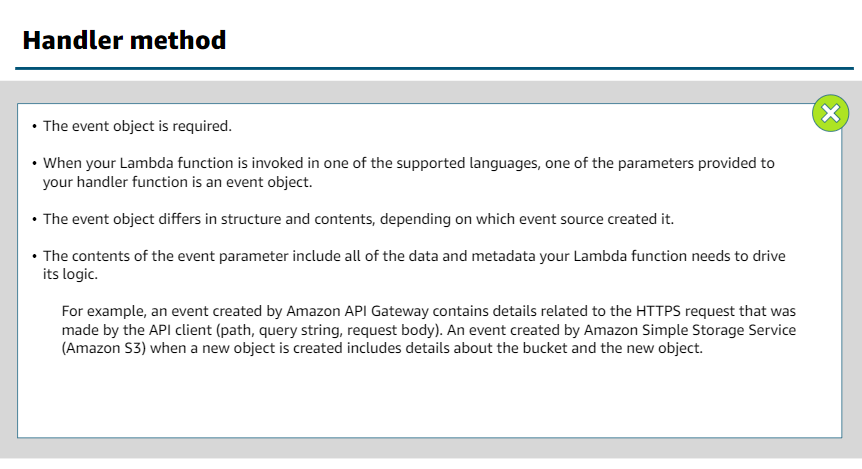 Handler method
• The event object is required.
• When your Lambda function is invoked in one of the supported languages, one of the parameters provided to
your handler function is an event object.
• The event object differs in structure and contents, depending on which event source created it.
• The contents of the event parameter include all of the data and metadata your Lambda function needs to drive
its logic.
For example, an event created by Amazon API Gateway contains details related to the HTTPS request that was
made by the API client (path, query string, request body). An event created by Amazon Simple Storage Service
(Amazon S3) when a new object is created includes details about the bucket and the new object.